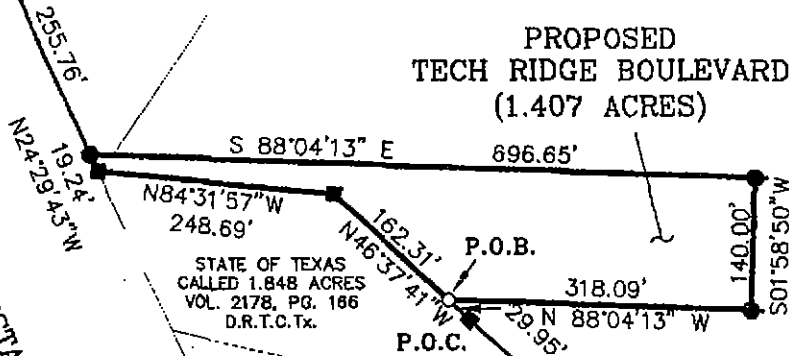 255.76'
PROPOSED
TECH RIDGE BOULEVARD
(1.407 ACRES)
19.24'
N24°29'43"W
S 88°04'13" E 696.65'
N84°31'57"W
248.69'
162.31'
N46°37'41"W
P.O.B.
140.00'
S01°58'50"W
STATE OF TEXAS
CALLED 1.848 ACRES
VOL. 2178, PG. 166
D.R.T.C.Tx.
318.09'
N 88°04'13" W
29.95'
P.O.C.